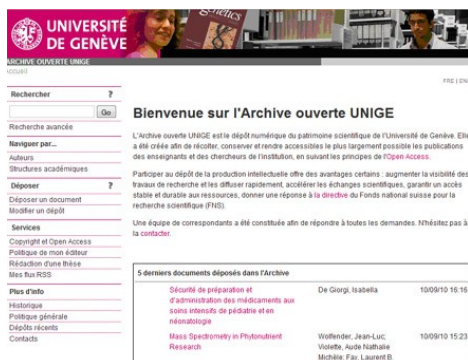 UNIVERSITÉ
DE GENÈVE
genetics
ARCHIVE OUVERTE UNIGE
Accueil
FRE | EN
Rechercher ?
Go
Recherche avancée
Naviguer par...
Auteurs
Structures académiques
Déposer ?
Déposer un document
Modifier un dépôt
Services
Copyright et Open Access
Politique de mon éditeur
Rédaction d'une thèse
Mes flux RSS
Plus d'info
Historique
Politique générale
Dépôts récents
Contacts
Bienvenue sur l'Archive ouverte UNIGE
L'Archive ouverte UNIGE est le dépôt numérique du patrimoine scientifique de l'Université de Genève. Elle
a été créée afin de récolter, conserver et rendre accessibles le plus largement possible les publications
des enseignants et des chercheurs de l'institution, en suivant les principes de l'Open Access.
Participer au dépôt de la production intellectuelle offre des avantages certains : augmenter la visibilité des
travaux de recherche et les diffuser rapidement, accélérer les échanges scientifiques, garantir un accès
stable et durable aux ressources, donner une réponse à la directive du Fonds national suisse pour la
recherche scientifique (FNS).
Une équipe de correspondants a été constituée afin de répondre à toutes les demandes. N'hésitez pas à
la contacter.
5 derniers documents déposés dans l'Archive
Sécurité de préparation et De Giorgi, Isabella 10/09/10 16:16
d'administration des médicaments aux
soins intensifs de pédiatrie et en
néonatologie
Mass Spectrometry in Phytonutrient Wolfender, Jean-Luc; 10/09/10 15:23
Research Violette, Aude Nathalie
Michèle; Fay, Laurent B.